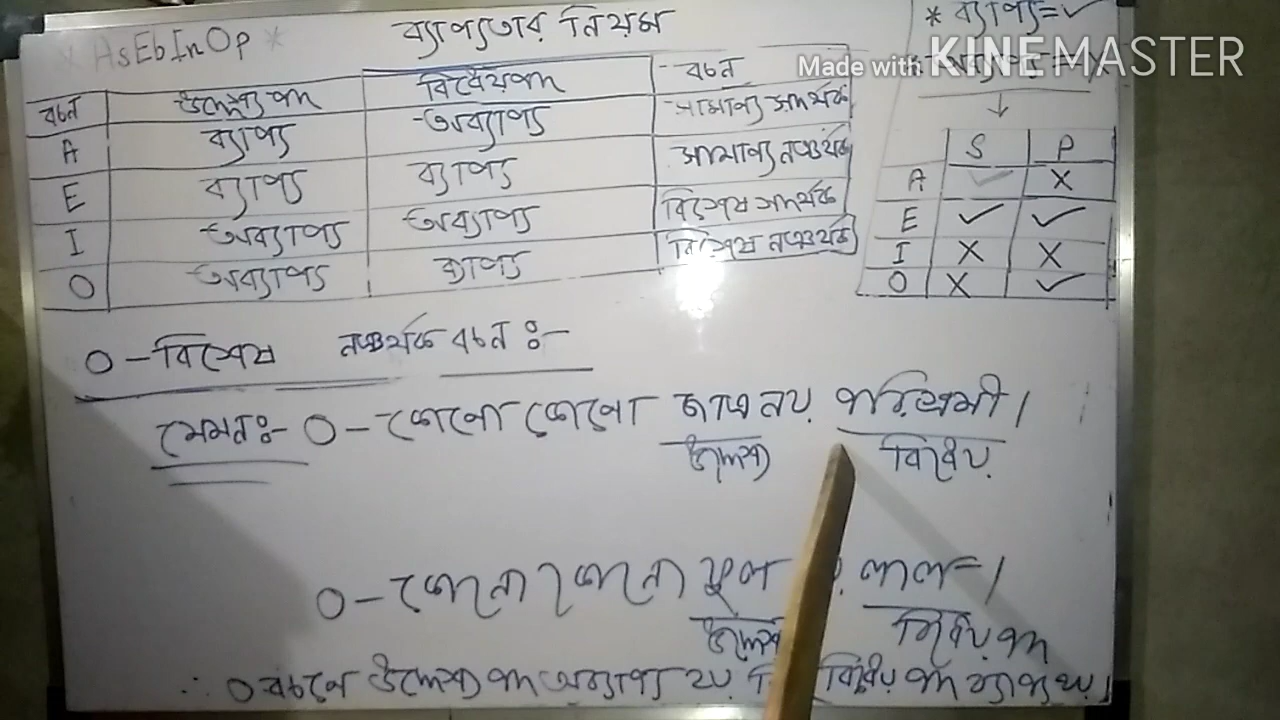 * HsEbInOp *
ব্যাপ্যতার নিয়ম
* ব্যাপ্য = ✓
Made with KINEMASTER
অব্যাপ্য = X
বচন উদ্দেশ্য পদ বিধেয় পদ বচন
A ব্যাপ্য অব্যাপ্য সামান্য সদর্থক
E ব্যাপ্য ব্যাপ্য সামান্য নঞর্থক
I অব্যাপ্য অব্যাপ্য বিশেষ সদর্থক
O অব্যাপ্য ব্যাপ্য বিশেষ নঞর্থক
S P
A ✓ X
E ✓ ✓
I X X
O X ✓
O – বিশেষ নঞর্থক বচন ঃ–
যেমনঃ- O – কোনো কোনো ছাত্র নয় পরিশ্রমী।
উদ্দেশ্য বিধেয়
O – কোনো কোনো ফুল লাল।
উদ্দেশ্য বিধেয় পদ
∴ O বচনে উদ্দেশ্য পদ অব্যাপ্য হয় বিধেয় পদ ব্যাপ্য হয়।